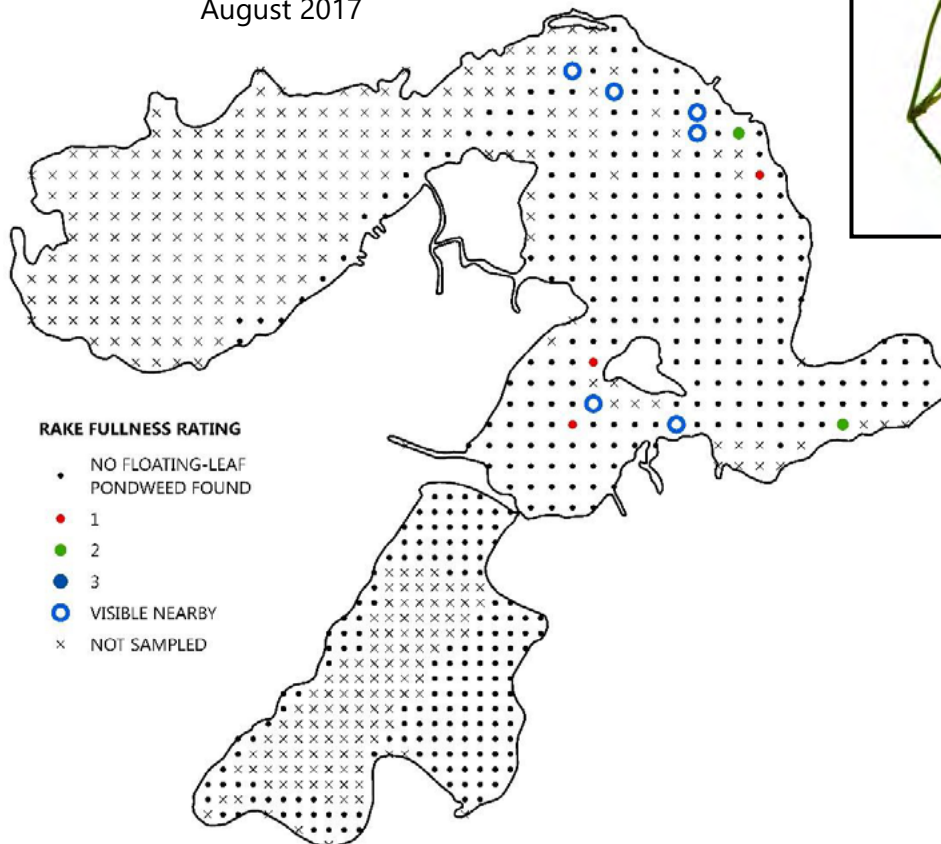 August 2017
RAKE FULLNESS RATING
NO FLOATING-LEAF
PONDWEED FOUND
1
2
3
VISIBLE NEARBY
NOT SAMPLED